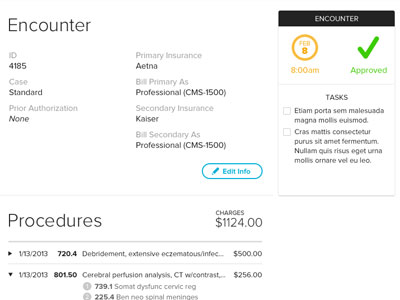 Encounter
ID
4185
Case
Standard
Prior Authorization
None
Primary Insurance
Aetna
Bill Primary As
Professional (CMS-1500)
Secondary Insurance
Kaiser
Bill Secondary As
Professional (CMS-1500)
Edit Info
ENCOUNTER
FEB
8
8:00am
Approved
TASKS
Etiam porta sem malesuada
magna mollis euismod.
Cras mattis consectetur
purus sit amet fermentum.
Nullam quis risus eget urna
mollis ornare vel eu leo.
Procedures
CHARGES
$1124.00
1/13/2013 720.4 Debridement, extensive eczematous/infec... $500.00
1/13/2013 801.50 Cerebral perfusion analysis, CT w/contrast,... $256.00
1 739.1 Somat dysfunc cervic reg
2 225.4 Ben neo spinal meninges